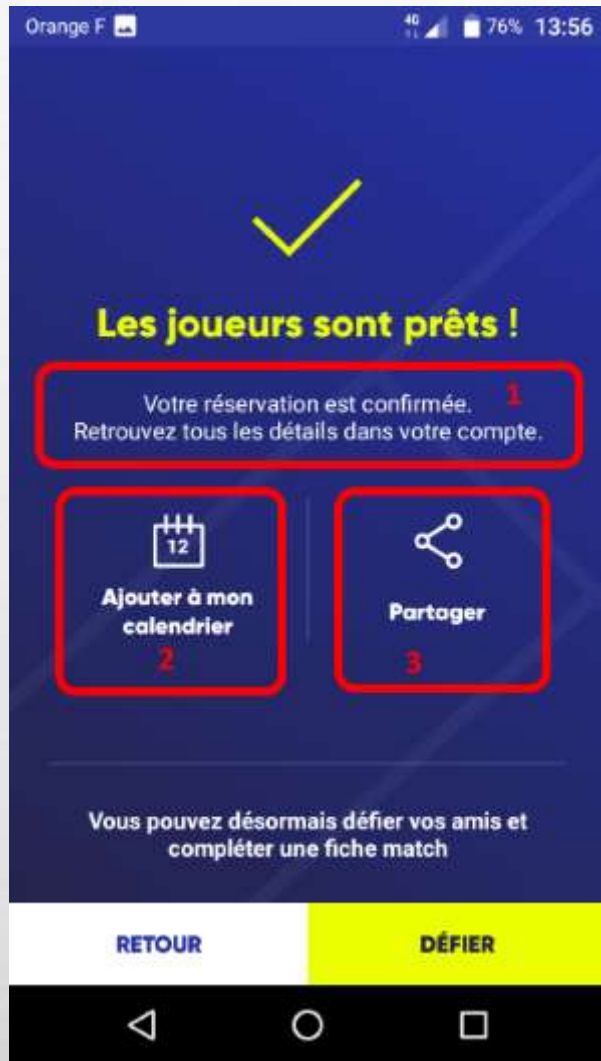 Orange F 4G 76% 13:56
Les joueurs sont prêts !
Votre réservation est confirmée. 1
Retrouvez tous les détails dans votre compte.
12
Ajouter à mon
calendrier
2
Partager
3
Vous pouvez désormais défier vos amis et
compléter une fiche match
RETOUR
DÉFIER